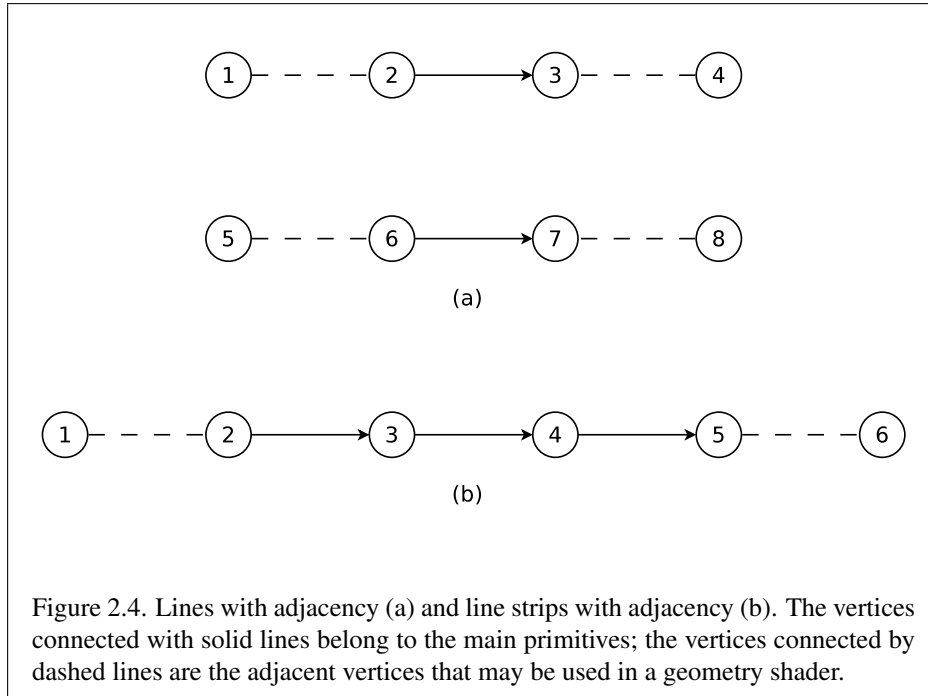 1 2 3 4
5 6 7 8
(a)
1 2 3 4 5 6
(b)
Figure 2.4. Lines with adjacency (a) and line strips with adjacency (b). The vertices
connected with solid lines belong to the main primitives; the vertices connected by
dashed lines are the adjacent vertices that may be used in a geometry shader.